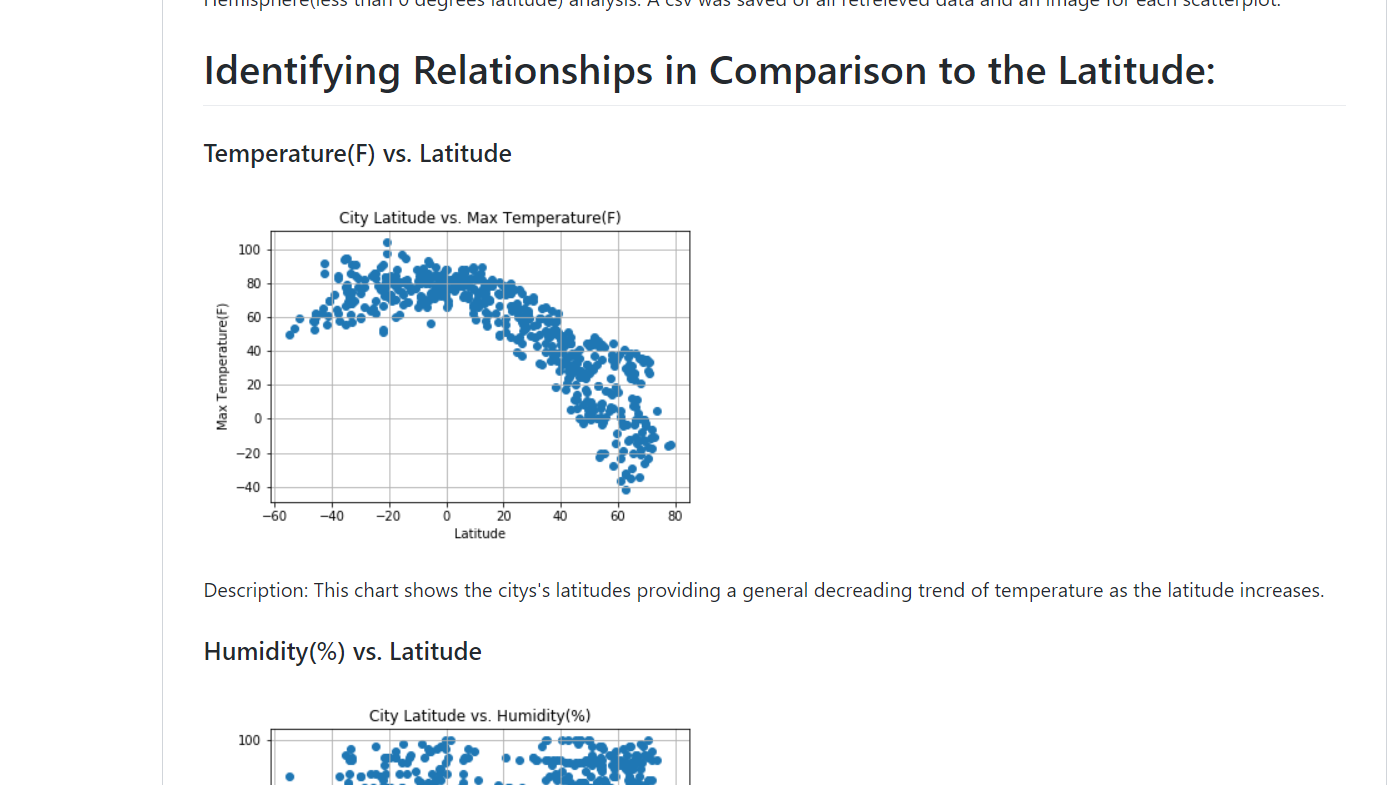 Hemisphere(less than 0 degrees latitude) analysis. A csv was saved of all retreieved data and an image for each scatterplot.
Identifying Relationships in Comparison to the Latitude:
Temperature(F) vs. Latitude
City Latitude vs. Max Temperature(F)
Max Temperature(F)
100
80
60
40
20
0
−20
−40
−60 −40 −20 0 20 40 60 80
Latitude
Description: This chart shows the citys's latitudes providing a general decreading trend of temperature as the latitude increases.
Humidity(%) vs. Latitude
City Latitude vs. Humidity(%)
100